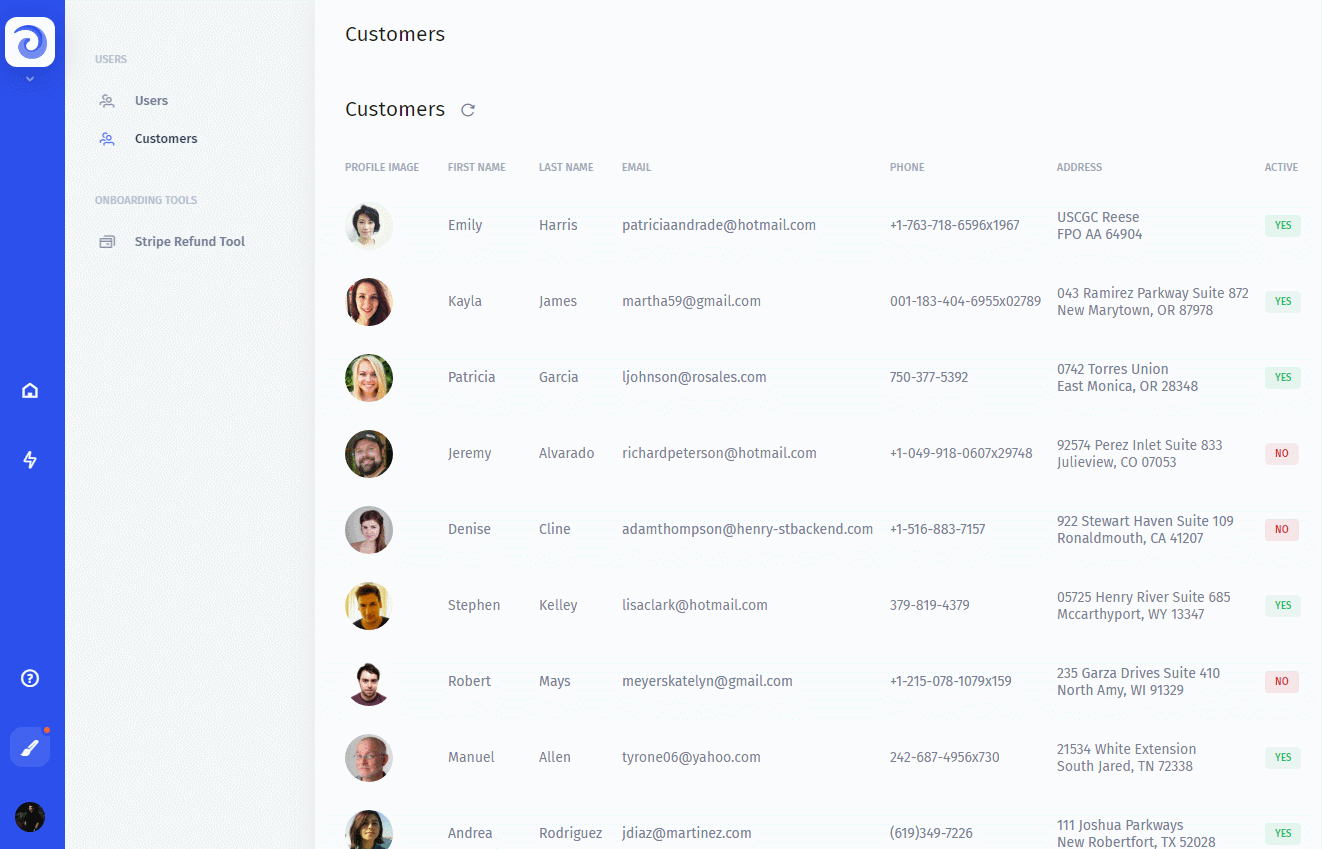 Customers
USERS
Users
Customers
ONBOARDING TOOLS
Stripe Refund Tool
Customers
PROFILE IMAGE FIRST NAME LAST NAME EMAIL PHONE ADDRESS ACTIVE
Emily Harris patriciaandrade@hotmail.com +1-763-718-6596x1967 USCGC Reese YES
FPO AA 64904
Kayla James martha59@gmail.com 001-183-404-6955x02789 043 Ramirez Parkway Suite 872 YES
New Marytown, OR 87978
Patricia Garcia ljohnson@rosales.com 750-377-5392 0742 Torres Union YES
East Monica, OR 28348
Jeremy Alvarado richardpeterson@hotmail.com +1-049-918-0607x29748 92574 Perez Inlet Suite 833 NO
Julieview, CO 07053
Denise Cline adamthompson@henry-stbackend.com +1-516-883-7157 922 Stewart Haven Suite 109 NO
Ronaldmouth, CA 41207
Stephen Kelley lisaclark@hotmail.com 379-819-4379 05725 Henry River Suite 685 YES
Mccarthyport, WY 13347
Robert Mays meyerskatelyn@gmail.com +1-215-078-1079x159 235 Garza Drives Suite 410 NO
North Amy, WI 91329
Manuel Allen tyrone06@yahoo.com 242-687-4956x730 21534 White Extension YES
South Jared, TN 72338
Andrea Rodriguez jdiaz@martinez.com (619)349-7226 111 Joshua Parkways YES
New Robertfort, TX 52028